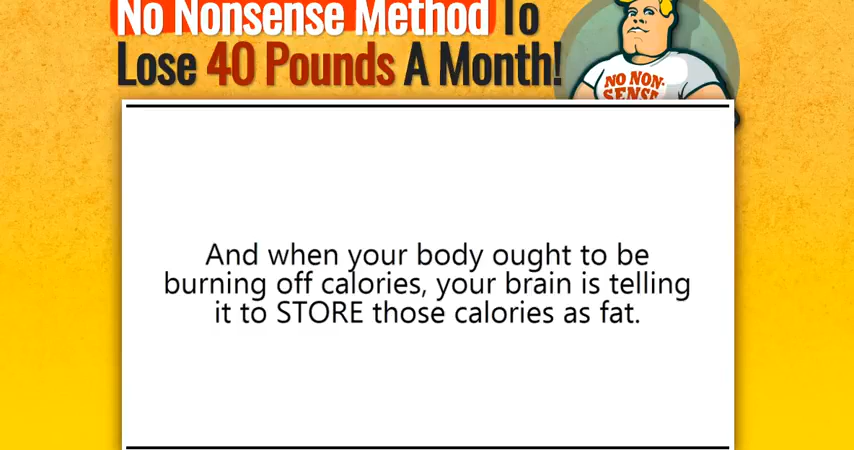 No Nonsense Method To
Lose 40 Pounds A Month!
NO NON-
SENSE
And when your body ought to be
burning off calories, your brain is telling
it to STORE those calories as fat.